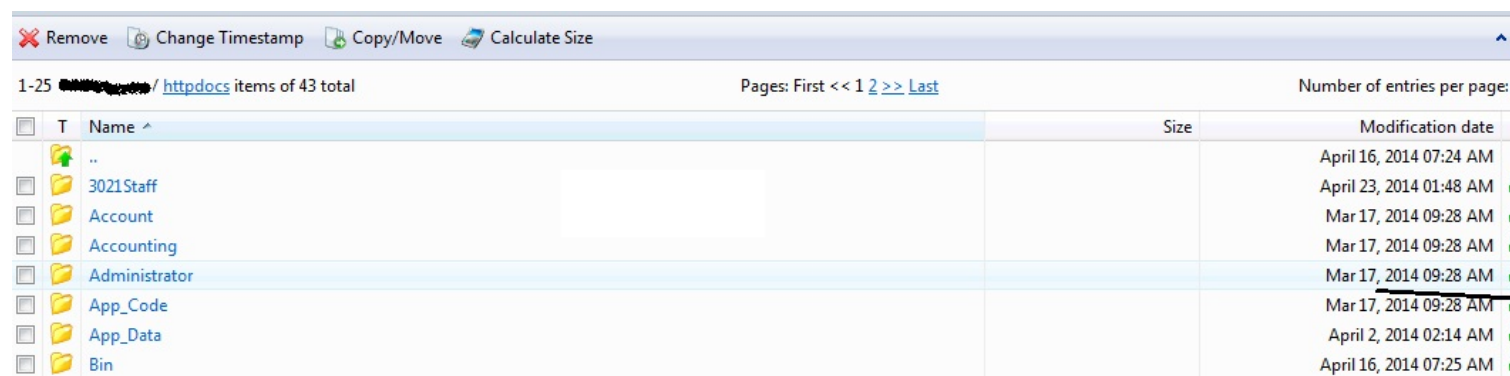 Remove Change Timestamp Copy/Move Calculate Size
1-25 / httpdocs items of 43 total Pages: First << 1 2 >> Last Number of entries per page:
T Name Size Modification date
.. April 16, 2014 07:24 AM
3021Staff April 23, 2014 01:48 AM
Account Mar 17, 2014 09:28 AM
Accounting Mar 17, 2014 09:28 AM
Administrator Mar 17, 2014 09:28 AM
App_Code Mar 17, 2014 09:28 AM
App_Data April 2, 2014 02:14 AM
Bin April 16, 2014 07:25 AM